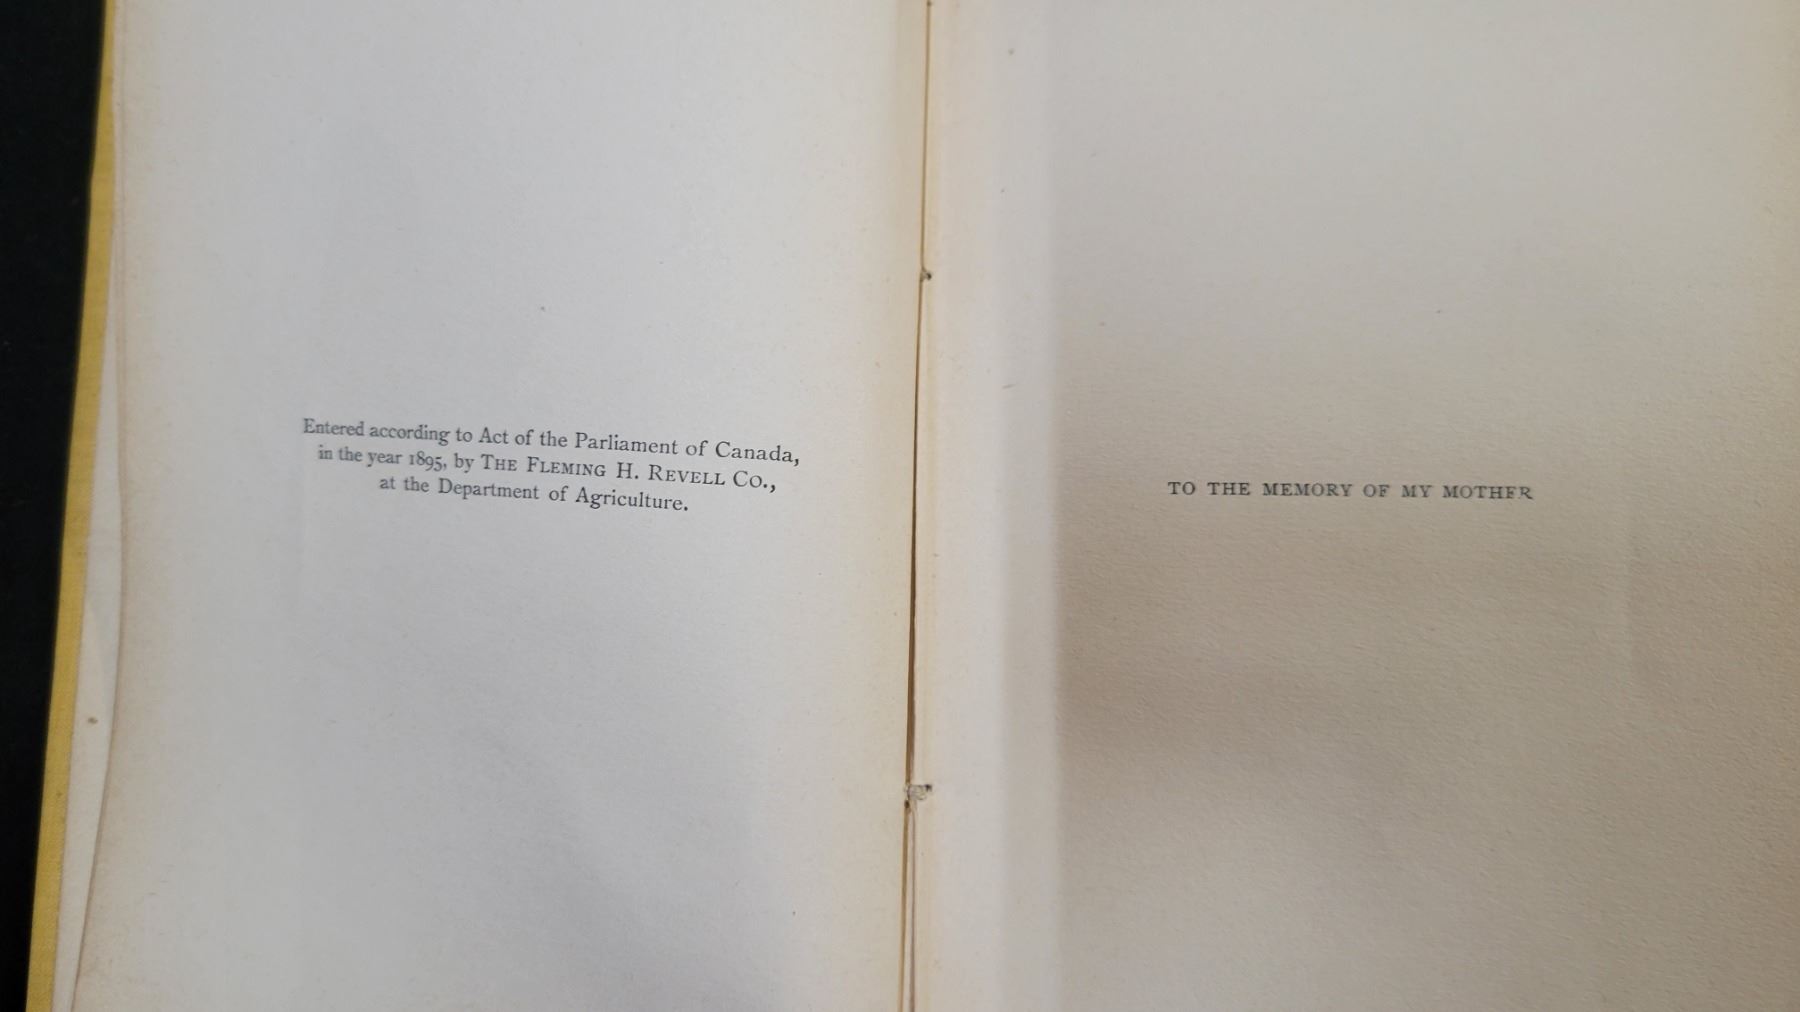 Entered according to Act of the Parliament of Canada,
in the year 1895, by THE FLEMING H. REVELL CO.,
at the Department of Agriculture.
TO THE MEMORY OF MY MOTHER